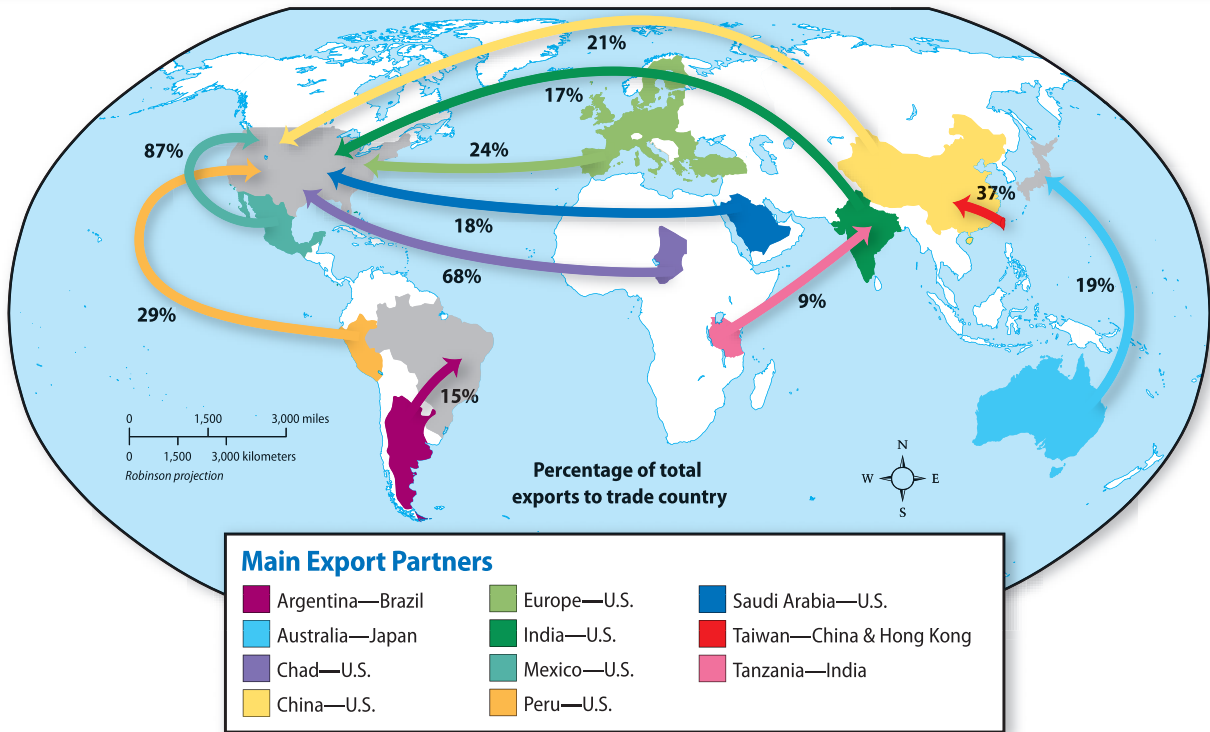 21%
17%
87%
24%
37%
18%
68%
19%
9%
29%
15%
0 1,500 3,000 miles
0 1,500 3,000 kilometers
Robinson projection
Percentage of total
exports to trade country
N
W E
S
Main Export Partners
Argentina—Brazil
Australia—Japan
Chad—U.S.
China—U.S.
Europe—U.S.
India—U.S.
Mexico—U.S.
Peru—U.S.
Saudi Arabia—U.S.
Taiwan—China & Hong Kong
Tanzania—India